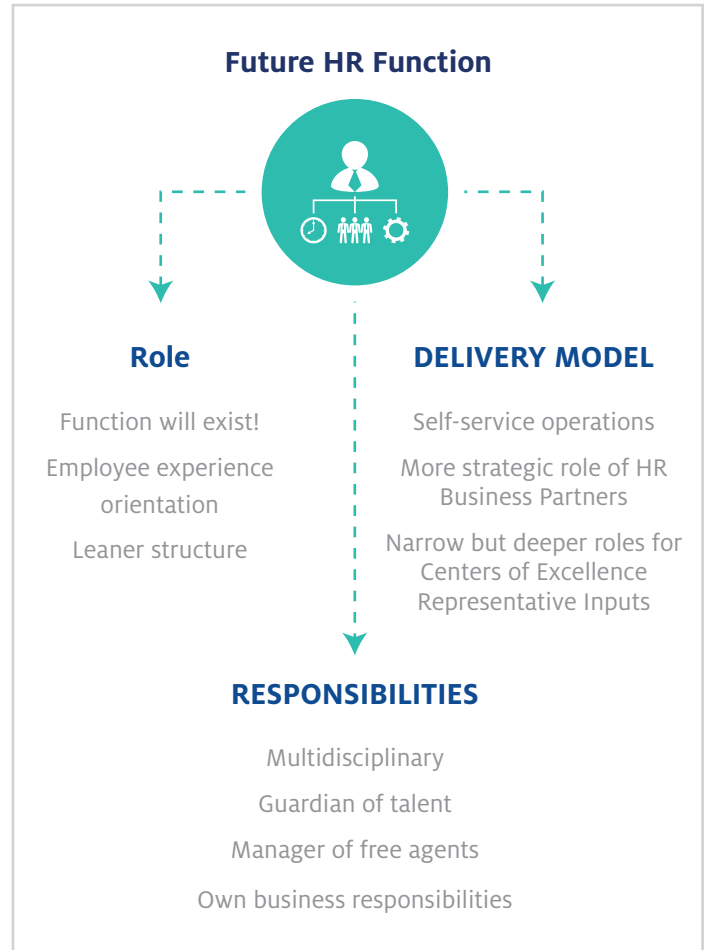 Future HR Function
Role
Function will exist!
Employee experience
orientation
Leaner structure
DELIVERY MODEL
Self-service operations
More strategic role of HR
Business Partners
Narrow but deeper roles for
Centers of Excellence
Representative Inputs
RESPONSIBILITIES
Multidisciplinary
Guardian of talent
Manager of free agents
Own business responsibilities